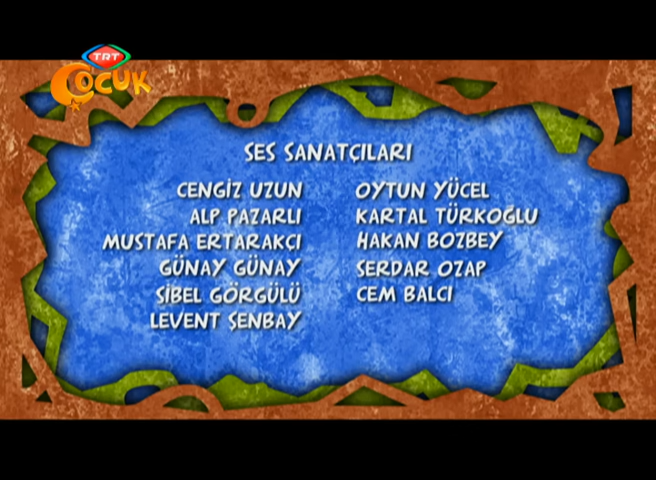 TRT
ÇOCUK
SES SANATÇILARI
CENGİZ UZUN
ALP PAZARLI
MUSTAFA ERTARAKÇI
GÜNAY GÜNAY
SİBEL GÖRGÜLÜ
LEVENT ŞENBAY
OYTUN YÜCEL
KARTAL TÜRKOĞLU
HAKAN BOZBEY
SERDAR OZAP
CEM BALCI